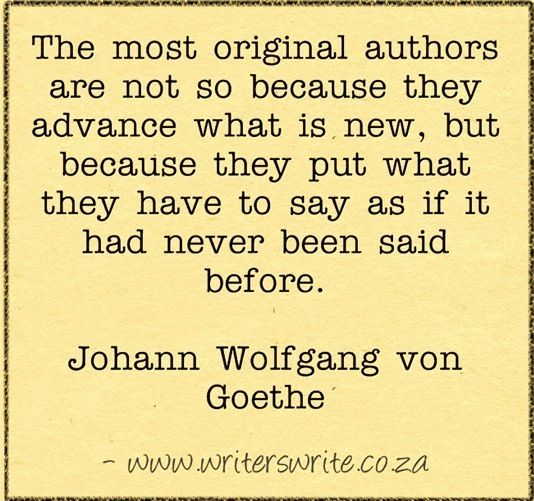 The most original authors
are not so because they
advance what is new, but
because they put what
they have to say as if it
had never been said
before.
Johann Wolfgang von
Goethe
- www.writerswrite.co.za